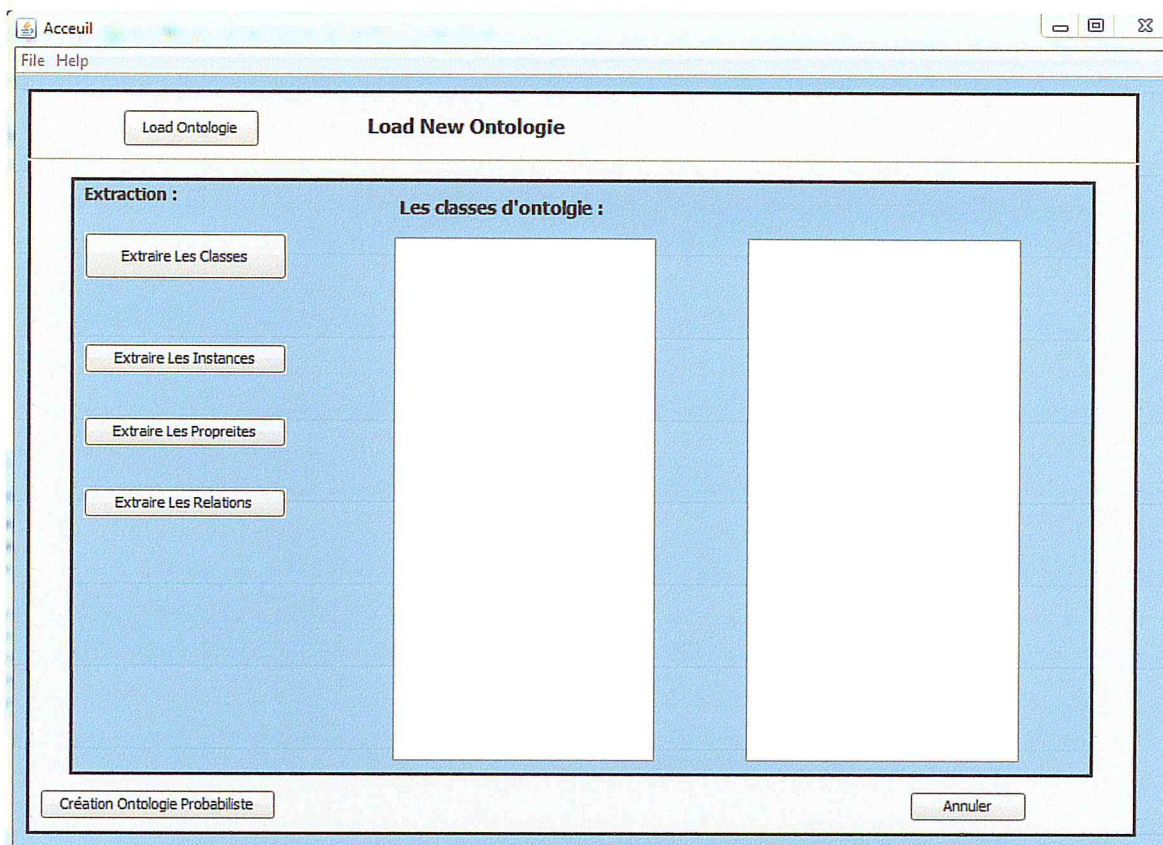 Acceuil
File Help
Load Ontologie
Load New Ontologie
Extraction :
Les classes d'ontolgie :
Extraire Les Classes
Extraire Les Instances
Extraire Les Propreites
Extraire Les Relations
Création Ontologie Probabiliste
Annuler